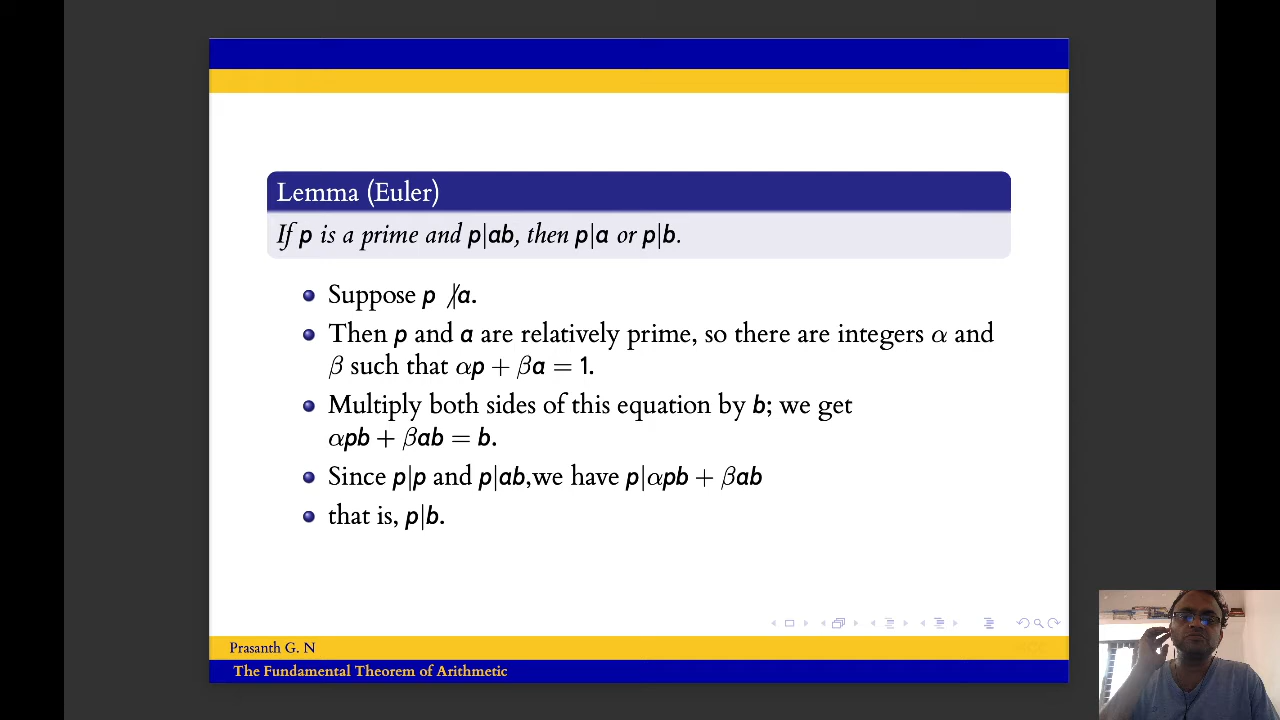 Lemma (Euler)
If p is a prime and p|ab, then p|a or p|b.
Suppose p ∤a.
Then p and a are relatively prime, so there are integers α and
β such that αp + βa = 1.
Multiply both sides of this equation by b; we get
αpb + βab = b.
Since p|p and p|ab,we have p|αpb + βab
that is, p|b.
Prasanth G. N
The Fundamental Theorem of Arithmetic